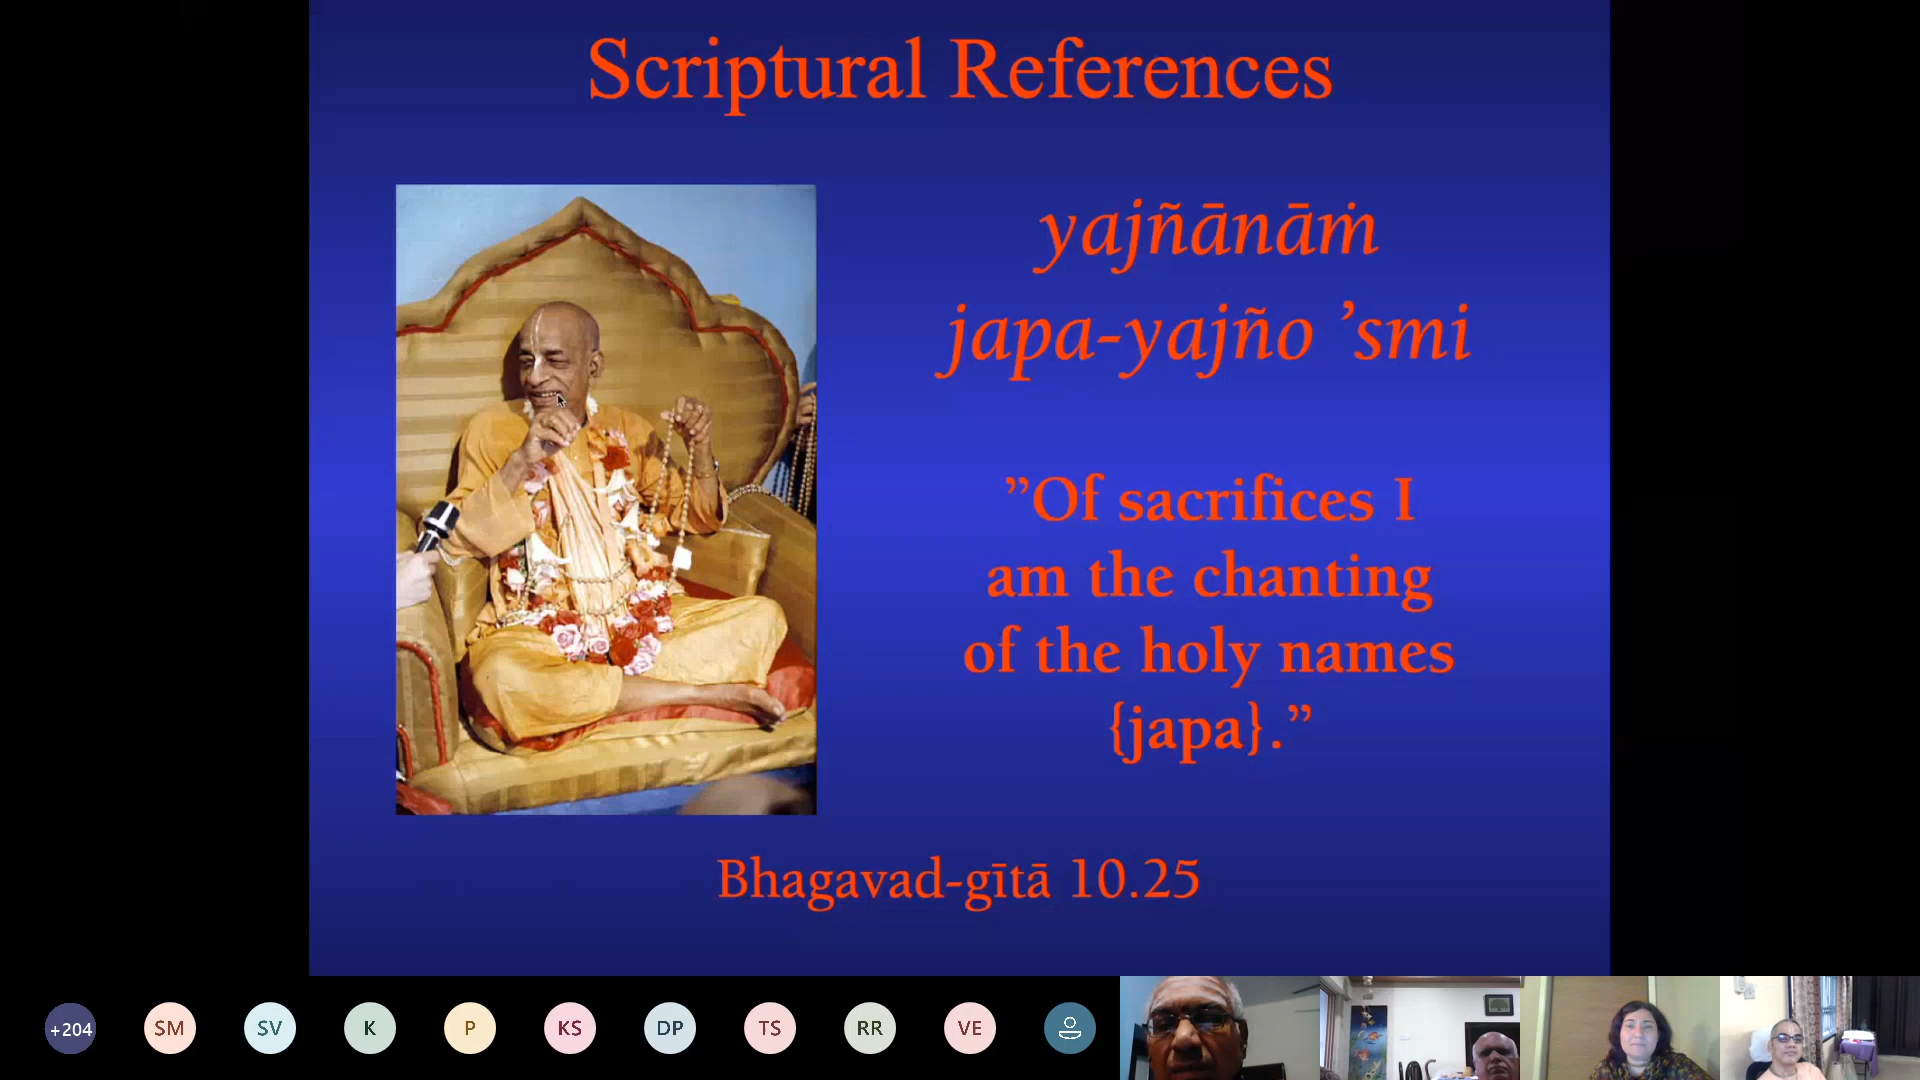 Scriptural References
yajñānāṁ
japa-yajño ’smi
”Of sacrifices I
am the chanting
of the holy names
{japa}.”
Bhagavad-gītā 10.25
+204
SM
SV
K
P
KS
DP
TS
RR
VE